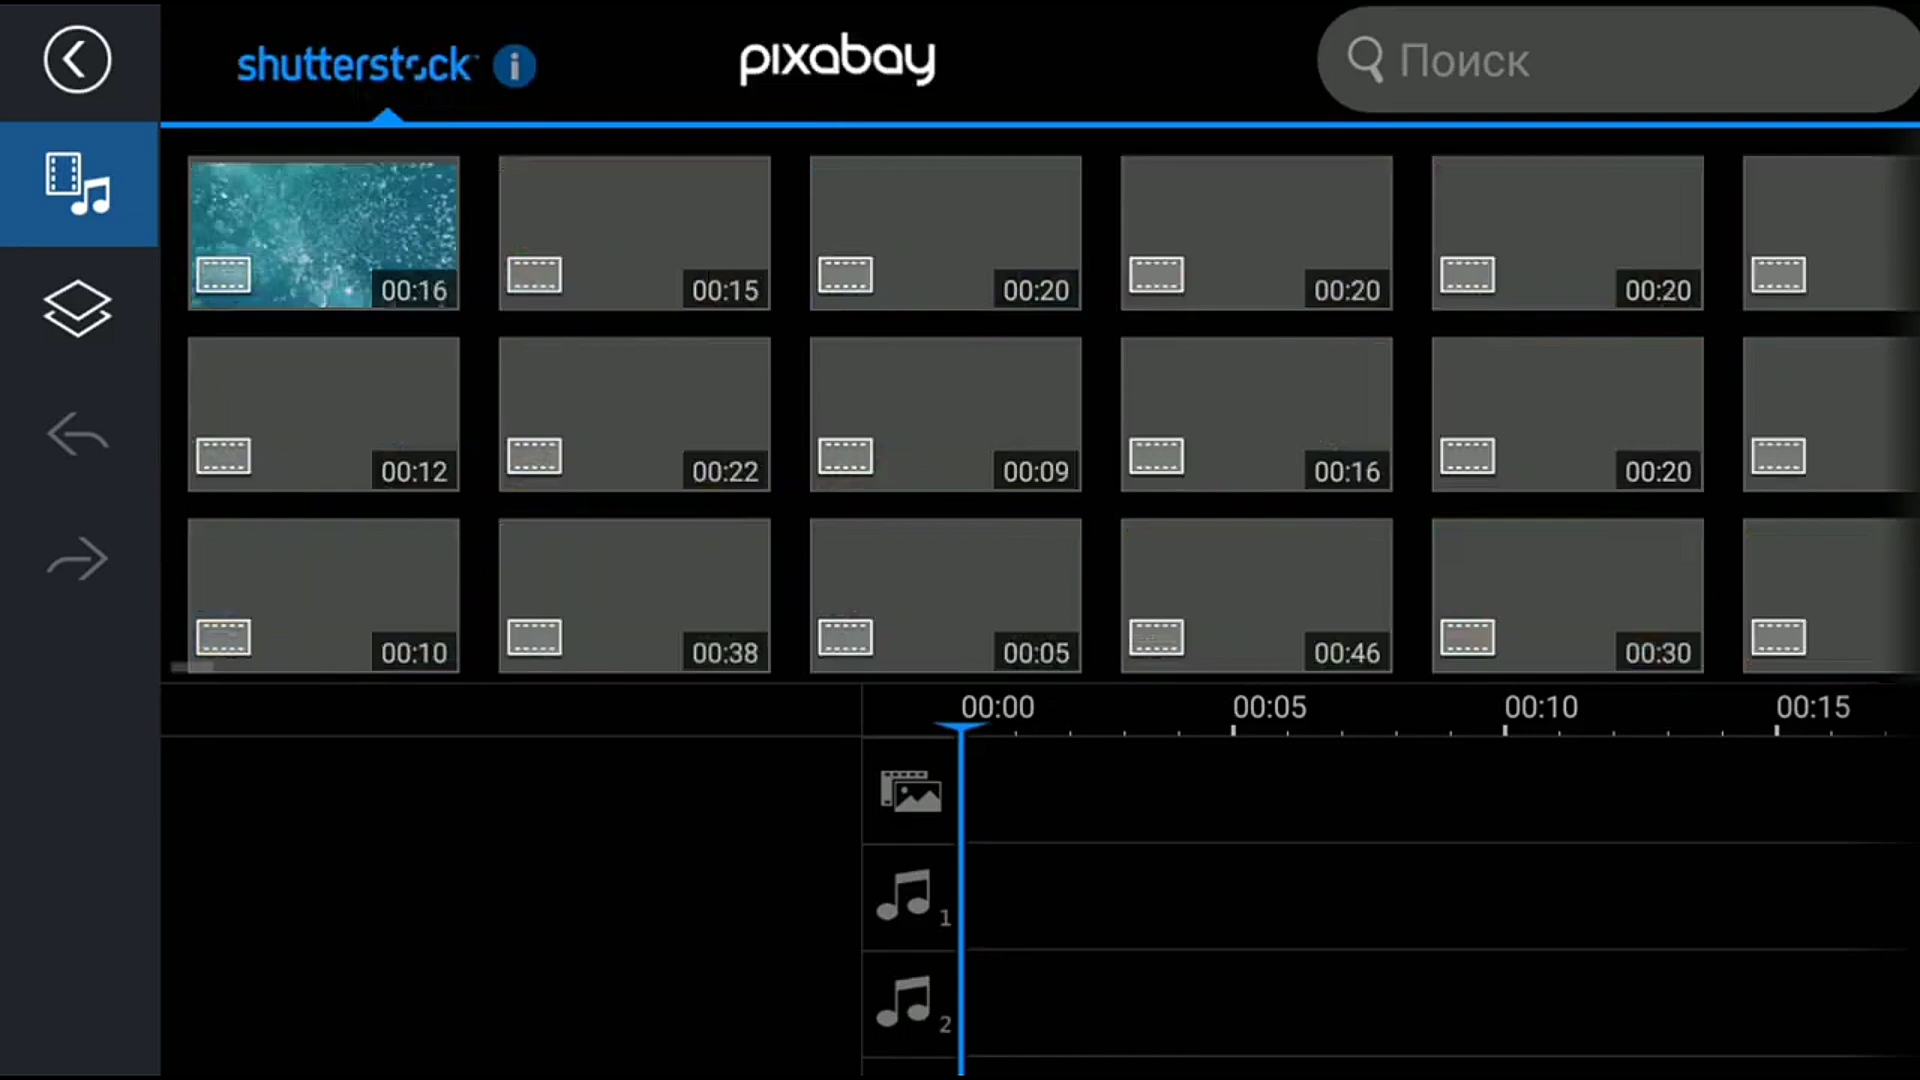 shutterstock i
pixabay
Поиск
00:16 00:15 00:20 00:20 00:20
00:12 00:22 00:09 00:16 00:20
00:10 00:38 00:05 00:46 00:30
00:00 00:05 00:10 00:15
1
2